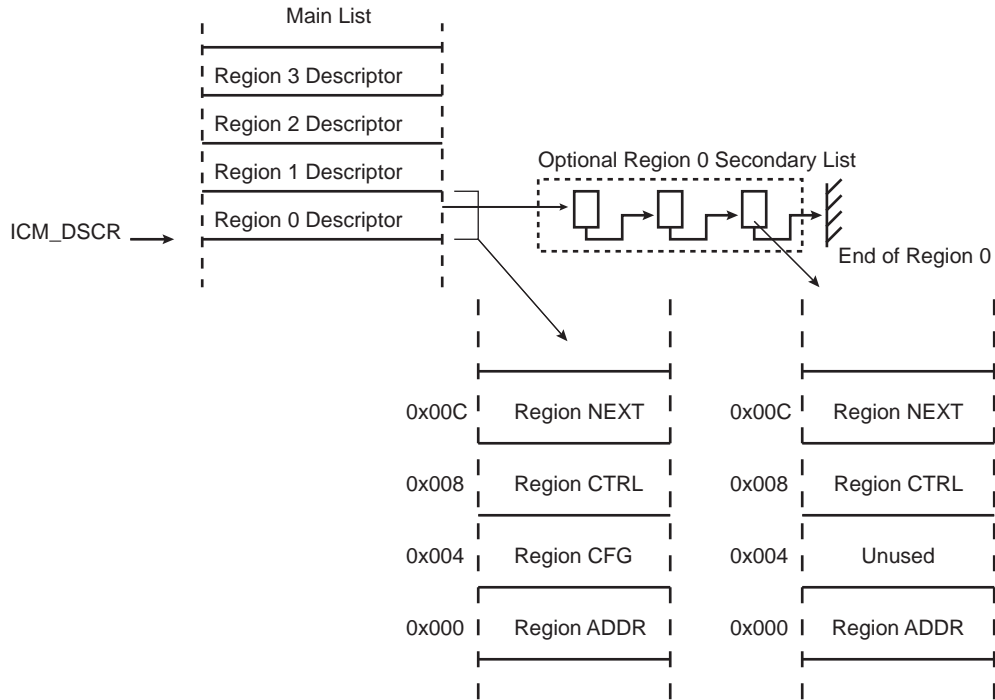 Main List
Region 3 Descriptor
Region 2 Descriptor
Region 1 Descriptor
Region 0 Descriptor
ICM_DSCR
Optional Region 0 Secondary List
End of Region 0
0x00C Region NEXT
0x008 Region CTRL
0x004 Region CFG
0x000 Region ADDR
0x00C Region NEXT
0x008 Region CTRL
0x004 Unused
0x000 Region ADDR